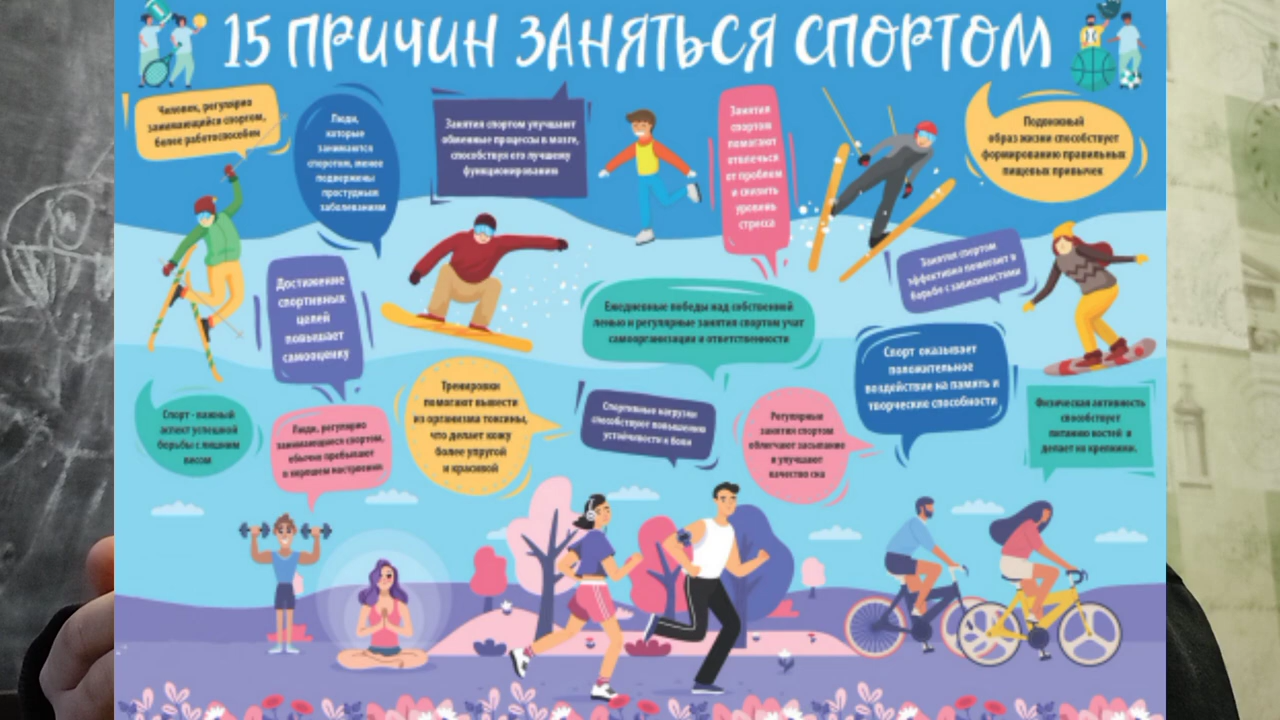 15 ПРИЧИН ЗАНЯТЬСЯ СПОРТОМ
Человек, регулярно
занимающийся спортом,
более работоспособен
Люди,
которые
занимаются
спортом, менее
подвержены
простудным
заболеваниям
Занятия спортом улучшают
обменные процессы в мозге,
способствуя его лучшему
функционированию
Занятия
спортом
помогают
отвлечься
от проблем
и снизить
уровень
стресса
Подвижный
образ жизни способствует
формированию правильных
пищевых привычек
Достижение
спортивных
целей
повышает
самооценку
Ежедневные победы над собственной
ленью и регулярные занятия спортом учат
самоорганизации и ответственности
Занятия спортом
эффективно помогают в
борьбе с зависимостями
Спорт оказывает
положительное
воздействие на память и
творческие способности
Спорт - важный
аспект успешной
борьбы с лишним
весом
Люди, регулярно
занимающиеся спортом,
обычно пребывают
в хорошем настроении
Тренировки
помогают вывести
из организма токсины,
что делает кожу
более упругой
и красивой
Спортивные нагрузки
способствуют повышению
устойчивости к боли
Регулярные
занятия спортом
облегчают засыпание
и улучшают
качество сна
Физическая активность
способствует
питанию костей и
делает их крепкими.